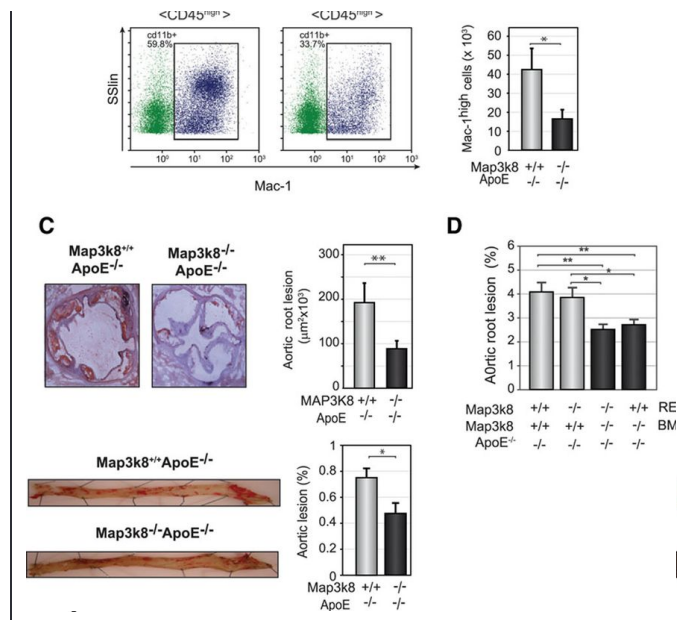 <CD45high>
<CD45high>
cd11b+
59.8%
cd11b+
33.7%
SSlin
10⁰ 10¹ 10² 10³
10⁰ 10¹ 10² 10³
Mac-1
Mac-1high cells (x 10³)
60
50
40
30
20
10
0
*
Map3k8 +/+ -/-
ApoE -/- -/-
C
Map3k8+/+
ApoE-/-
Map3k8-/-
ApoE-/-
Aortic root lesion
(µm²x10³)
300
200
100
0
**
MAP3K8 +/+ -/-
ApoE -/- -/-
D
A0rtic root lesion (%)
6
5
4
3
2
1
0
**
**
*
*
Map3k8 +/+ -/- -/- +/+ RE
Map3k8 +/+ +/+ -/- -/- BM
ApoE-/- -/- -/- -/- -/-
Map3k8+/+ApoE-/-
Map3k8-/-ApoE-/-
Aortic lesion (%)
1
0.8
0.6
0.4
0.2
0
*
Map3k8 +/+ -/-
ApoE -/- -/-